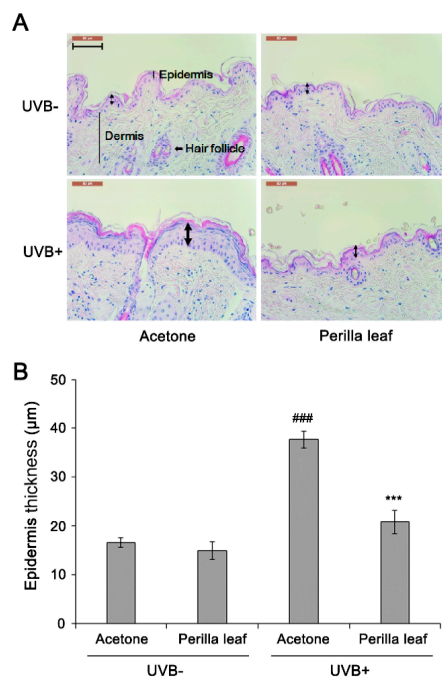 A
UVB-
Epidermis
Dermis
Hair follicle
UVB+
Acetone
Perilla leaf
B
Epidermis thickness (µm)
50
40
30
20
10
0
###
***
Acetone
Perilla leaf
Acetone
Perilla leaf
UVB-
UVB+